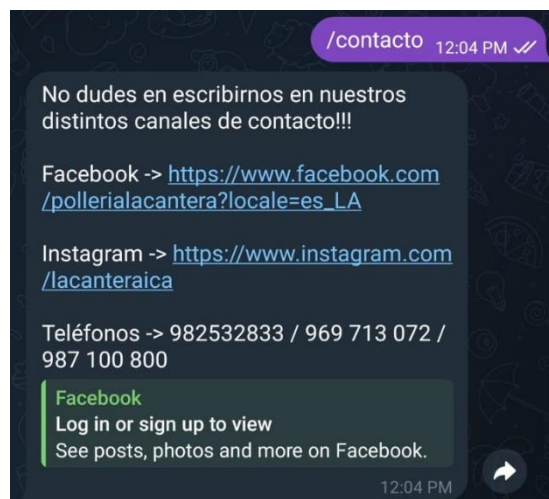 /contacto 12:04 PM
No dudes en escribirnos en nuestros
distintos canales de contacto!!!
Facebook -> https://www.facebook.com
/pollerialacantera?locale=es_LA
Instagram -> https://www.instagram.com
/lacanteraica
Teléfonos -> 982532833 / 969 713 072 /
987 100 800
Facebook
Log in or sign up to view
See posts, photos and more on Facebook.
12:04 PM